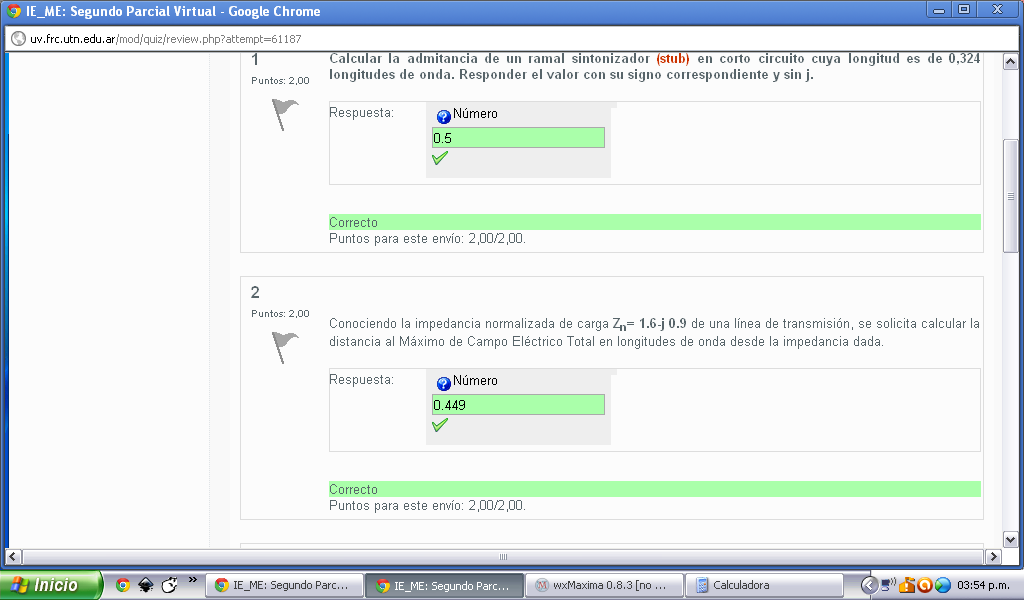 IE_ME: Segundo Parcial Virtual - Google Chrome
uv.frc.utn.edu.ar/mod/quiz/review.php?attempt=61187
1
Puntos: 2,00
Calcular la admitancia de un ramal sintonizador (stub) en corto circuito cuya longitud es de 0,324
longitudes de onda. Responder el valor con su signo correspondiente y sin j.
Respuesta:
Número
0.5
Correcto
Puntos para este envío: 2,00/2,00.
2
Puntos: 2,00
Conociendo la impedancia normalizada de carga Zn= 1.6-j 0.9 de una línea de transmisión, se solicita calcular la
distancia al Máximo de Campo Eléctrico Total en longitudes de onda desde la impedancia dada.
Respuesta:
Número
0.449
Correcto
Puntos para este envío: 2,00/2,00.
Inicio
IE_ME: Segundo Parc...
IE_ME: Segundo Parc...
wxMaxima 0.8.3 [no ...
Calculadora
03:54 p.m.